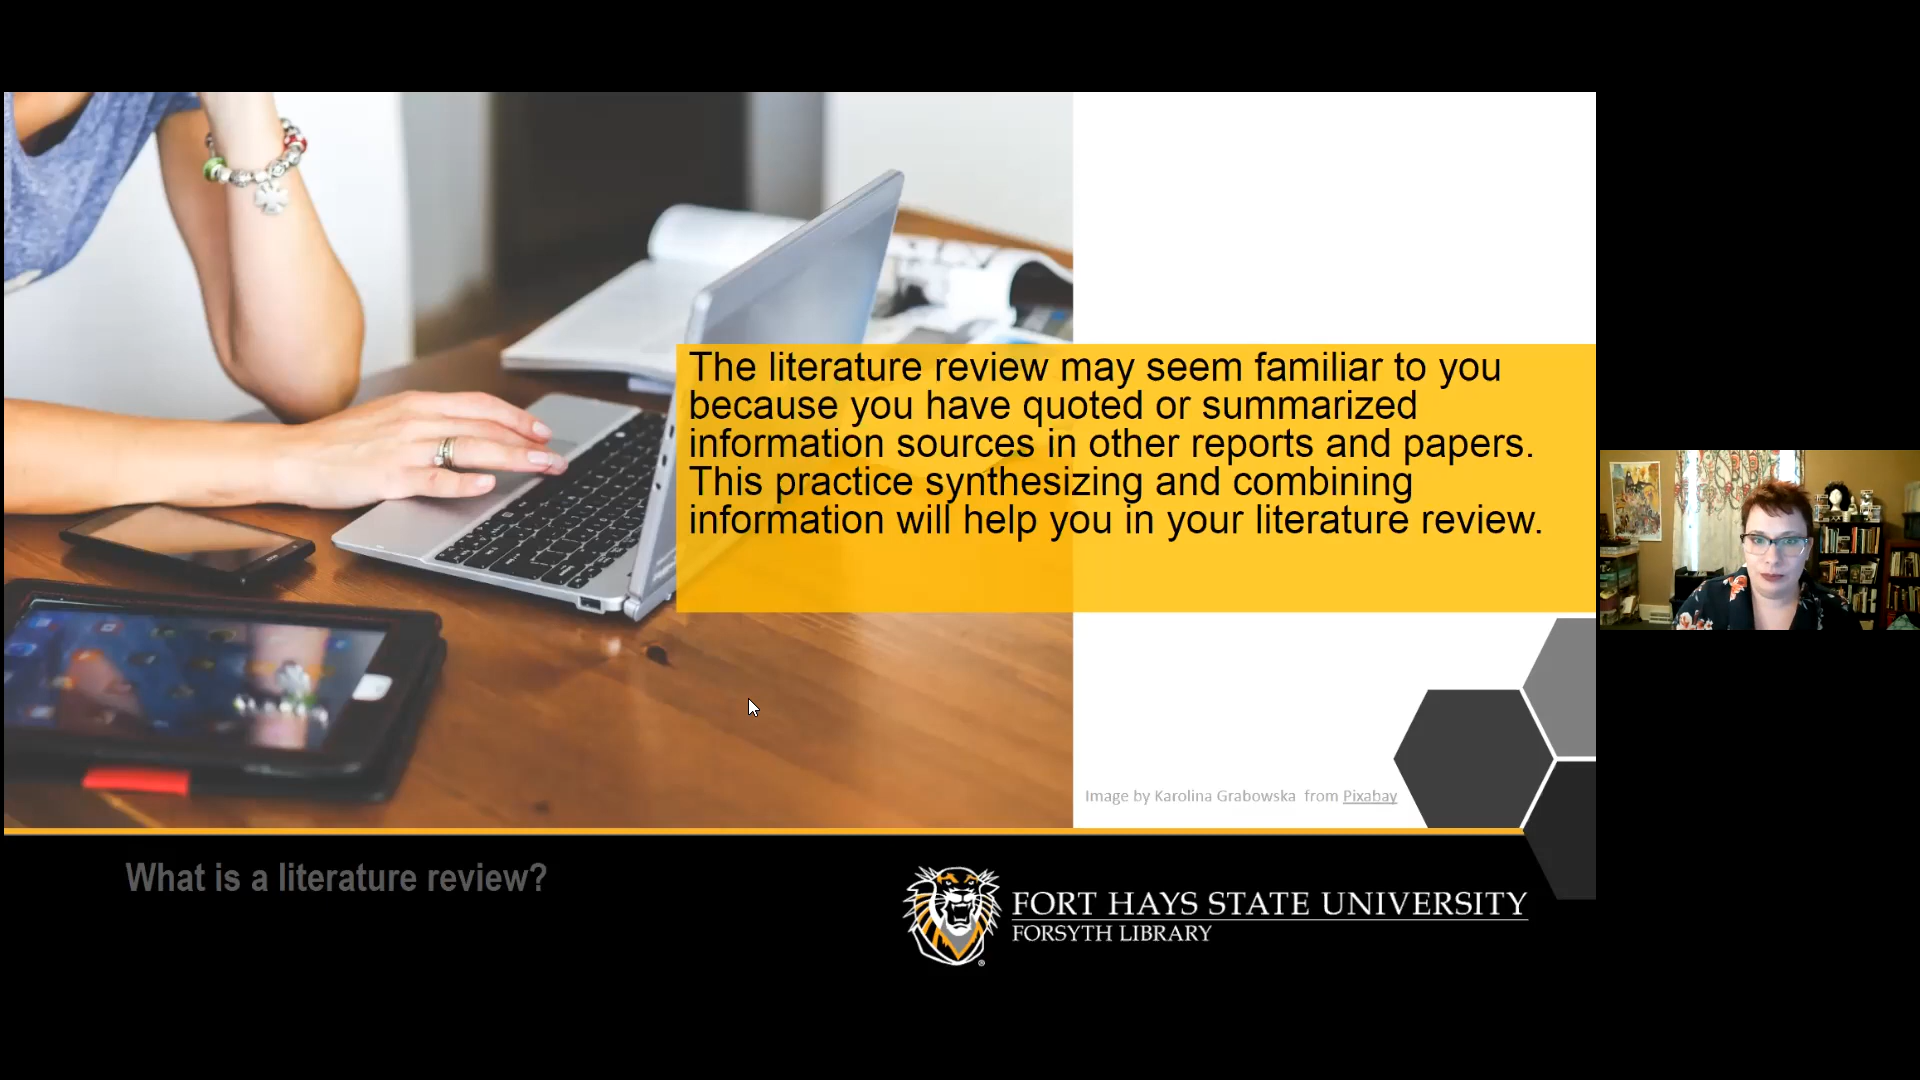 The literature review may seem familiar to you
because you have quoted or summarized
information sources in other reports and papers.
This practice synthesizing and combining
information will help you in your literature review.
Image by Karolina Grabowska from Pixabay
What is a literature review?
FORT HAYS STATE UNIVERSITY
FORSYTH LIBRARY